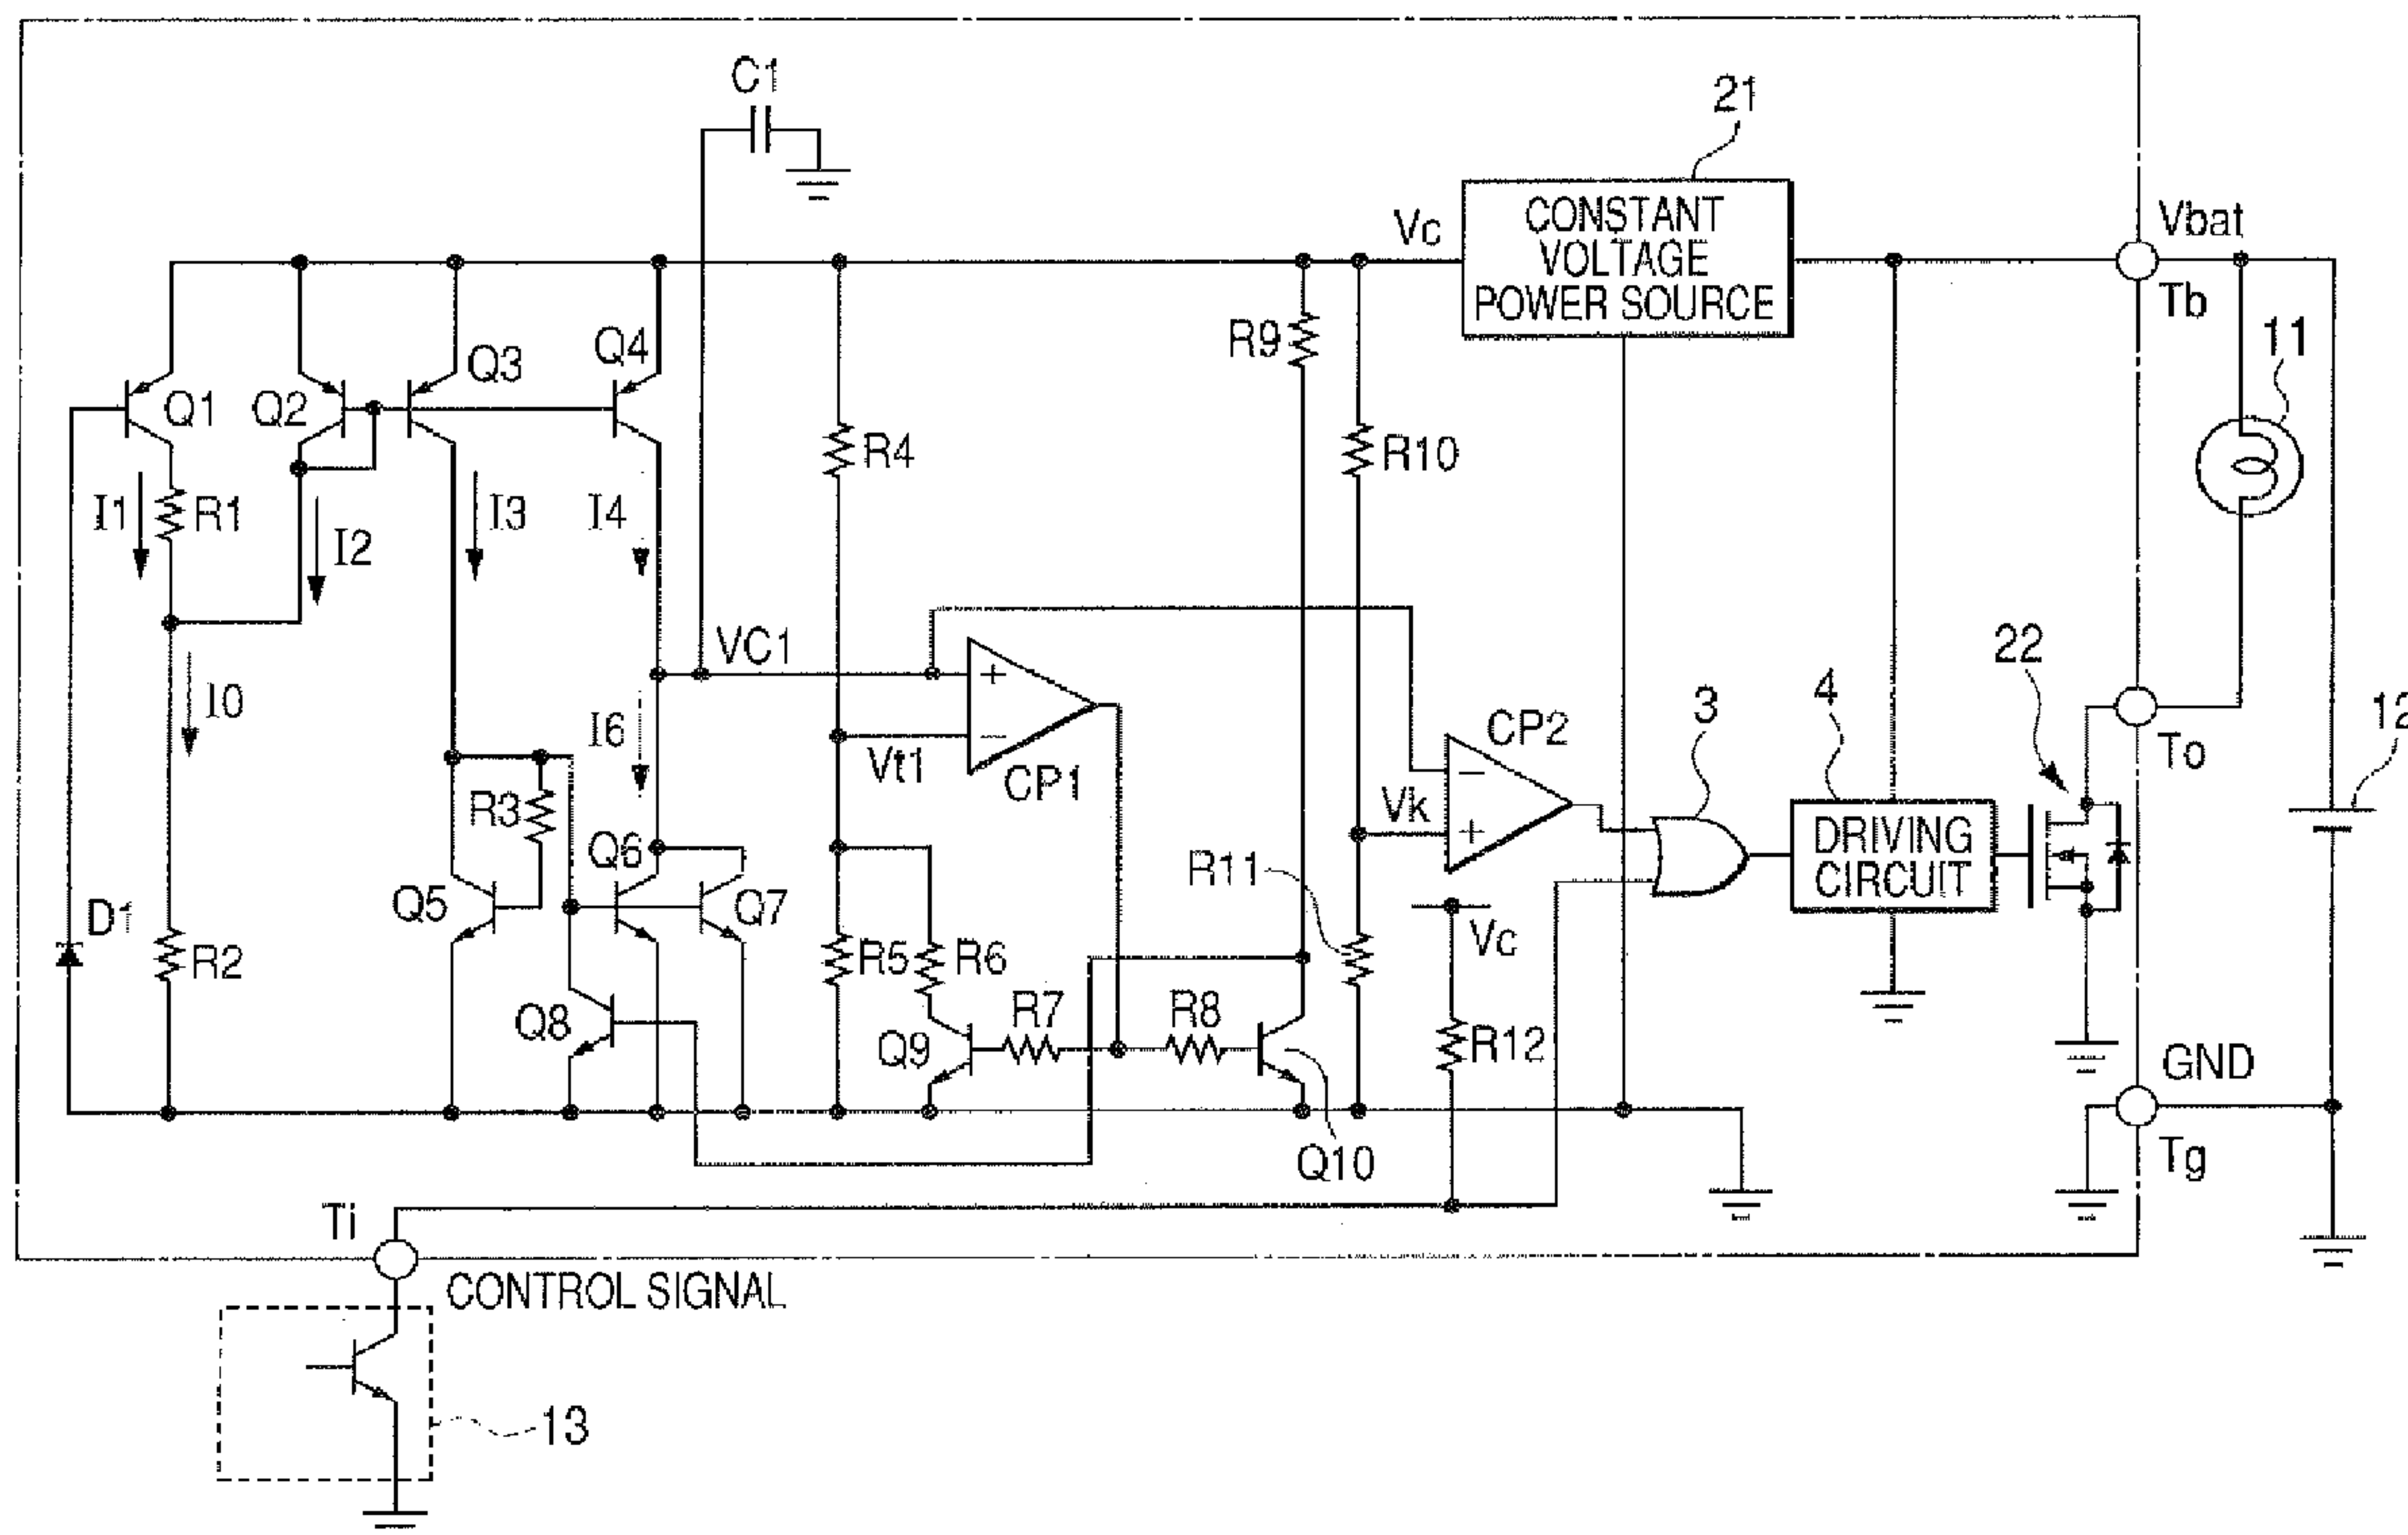 C1
21
CONSTANT
VOLTAGE
POWER SOURCE
Vc
Vbat
Tb
11
R9
Q1
Q2
Q3
Q4
R4
R10
I1
R1
I2
I3
I4
I0
VC1
+
−
Vt1
CP1
I6
CP2
−
+
Vk
3
4
22
To
12
R3
Q5
Q6
Q7
R11
DRIVING
CIRCUIT
D1
R2
R5
R6
Vc
Q8
Q9
R7
R8
Q10
R12
GND
Tg
Ti
CONTROL SIGNAL
13